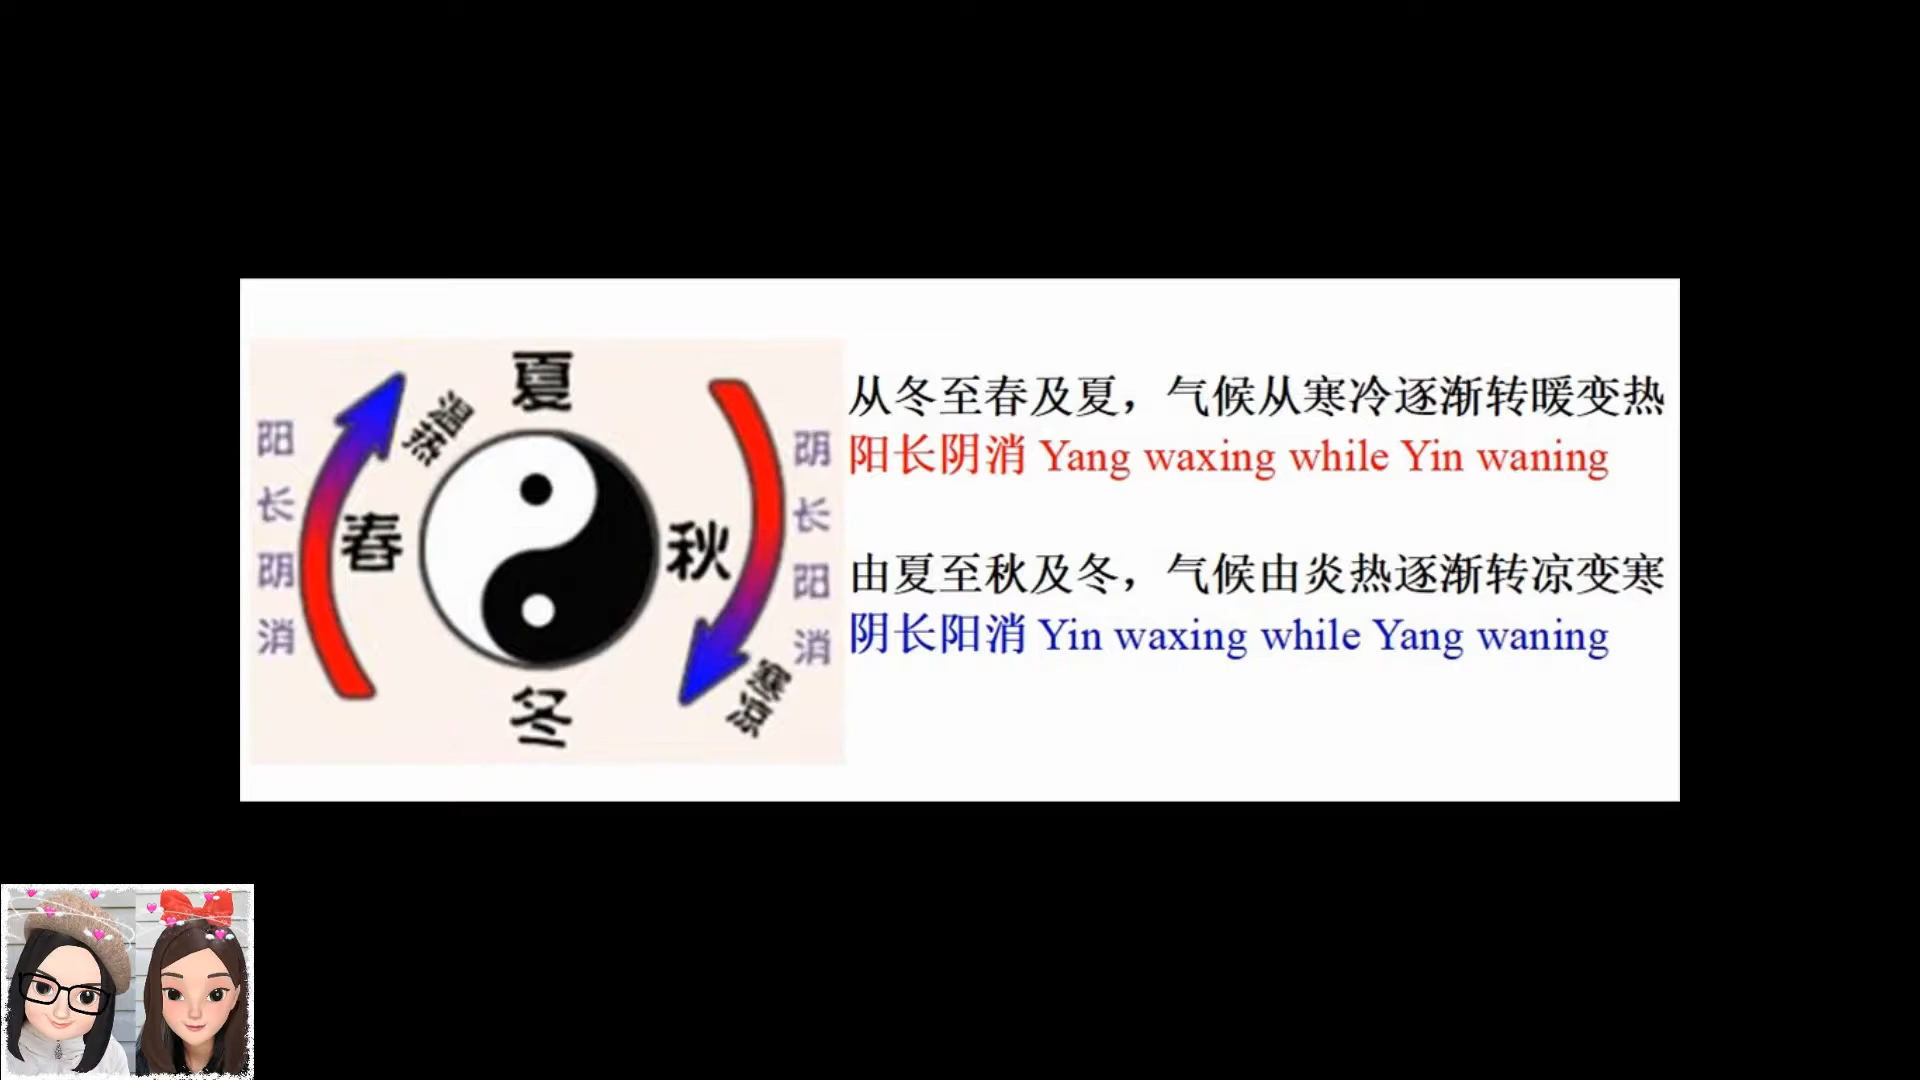 夏
温热
阳长阴消
春
秋
阴长阳消
冬
寒凉
从冬至春及夏，气候从寒冷逐渐转暖变热
阳长阴消 Yang waxing while Yin waning
由夏至秋及冬，气候由炎热逐渐转凉变寒
阴长阳消 Yin waxing while Yang waning